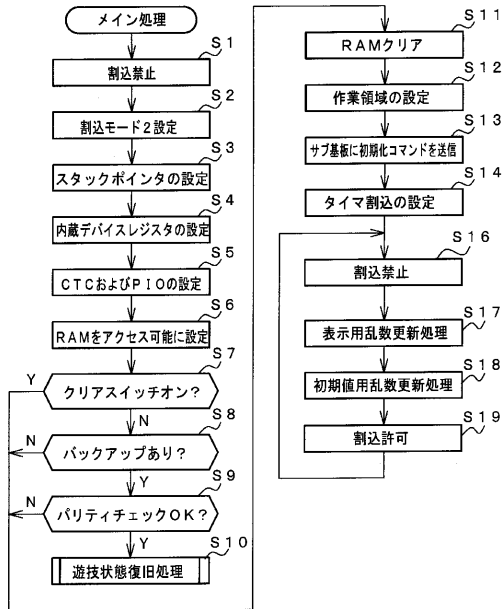 メイン処理
S1
割込禁止
S2
割込モード2設定
S3
スタックポインタの設定
S4
内蔵デバイスレジスタの設定
S5
CTCおよびPIOの設定
S6
RAMをアクセス可能に設定
S7
Y
クリアスイッチオン?
N
S8
N
バックアップあり?
Y
S9
N
パリティチェックOK?
Y
S10
遊技状態復旧処理
S11
RAMクリア
S12
作業領域の設定
S13
サブ基板に初期化コマンドを送信
S14
タイマ割込の設定
S16
割込禁止
S17
表示用乱数更新処理
S18
初期値用乱数更新処理
S19
割込許可